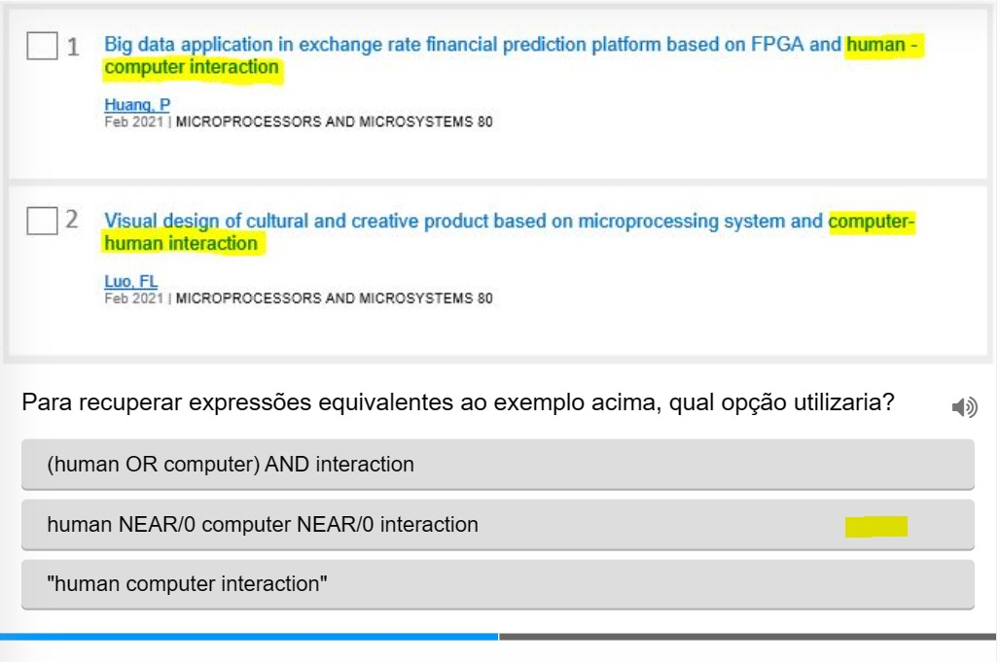 1 Big data application in exchange rate financial prediction platform based on FPGA and human -
computer interaction
Huang, P
Feb 2021 | MICROPROCESSORS AND MICROSYSTEMS 80
2 Visual design of cultural and creative product based on microprocessing system and computer-
human interaction
Luo, FL
Feb 2021 | MICROPROCESSORS AND MICROSYSTEMS 80
Para recuperar expressões equivalentes ao exemplo acima, qual opção utilizaria?
(human OR computer) AND interaction
human NEAR/0 computer NEAR/0 interaction
"human computer interaction"